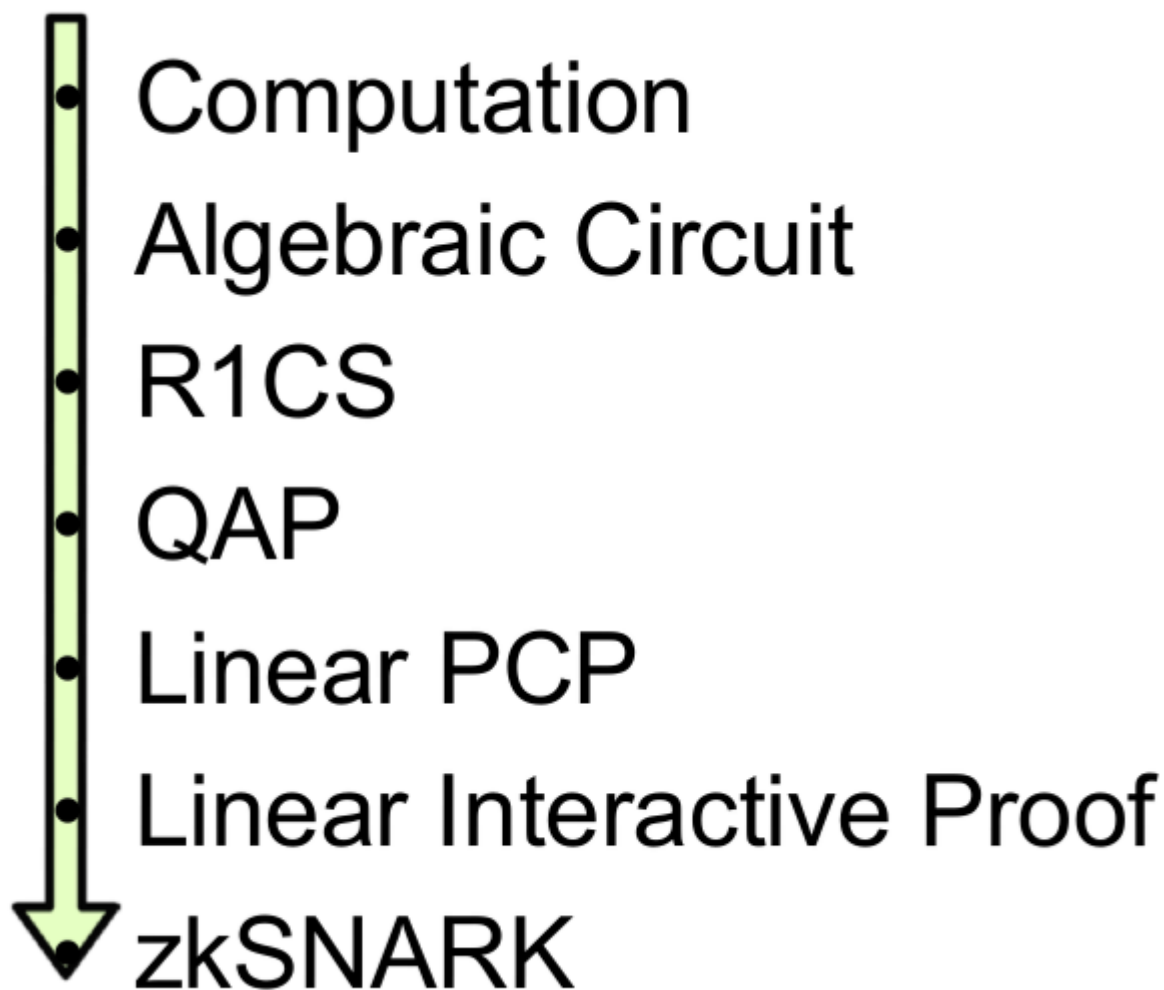 Computation
Algebraic Circuit
R1CS
QAP
Linear PCP
Linear Interactive Proof
zkSNARK